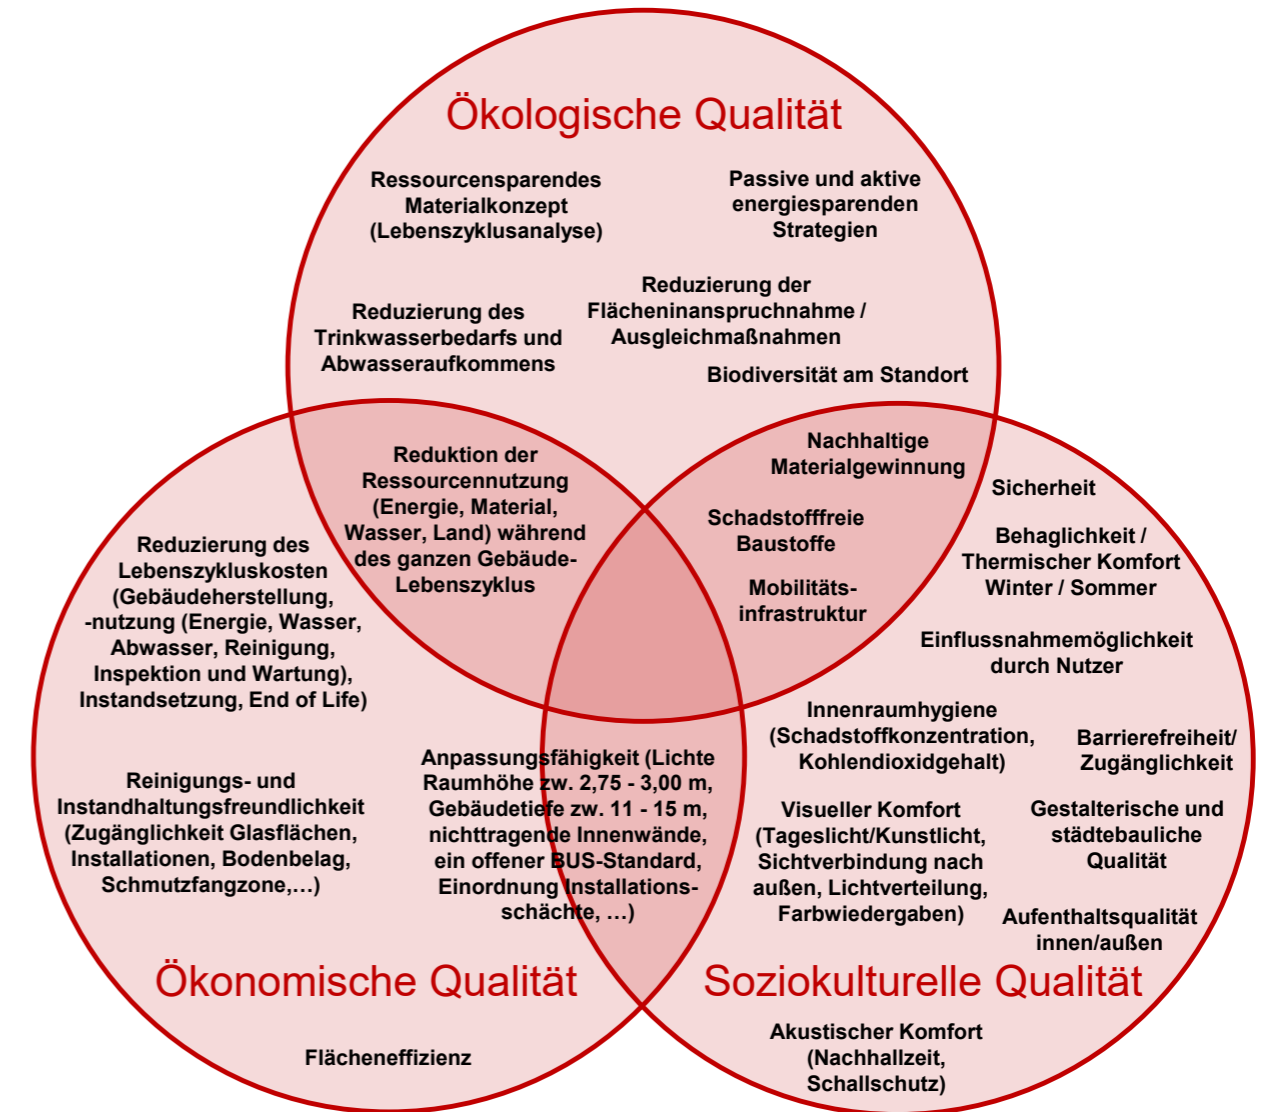 Ökologische Qualität
Ressourcensparendes
Materialkonzept
(Lebenszyklusanalyse)
Passive und aktive
energiesparenden
Strategien
Reduzierung des
Trinkwasserbedarfs und
Abwasseraufkommens
Reduzierung der
Flächeninanspruchnahme /
Ausgleichmaßnahmen
Biodiversität am Standort
Reduktion der
Ressourcennutzung
(Energie, Material,
Wasser, Land) während
des ganzen Gebäude-
Lebenszyklus
Nachhaltige
Materialgewinnung
Schadstofffreie
Baustoffe
Mobilitäts-
infrastruktur
Sicherheit
Behaglichkeit /
Thermischer Komfort
Winter / Sommer
Einflussnahmemöglichkeit
durch Nutzer
Reduzierung des
Lebenszykluskosten
(Gebäudeherstellung,
-nutzung (Energie, Wasser,
Abwasser, Reinigung,
Inspektion und Wartung),
Instandsetzung, End of Life)
Reinigungs- und
Instandhaltungsfreundlichkeit
(Zugänglichkeit Glasflächen,
Installationen, Bodenbelag,
Schmutzfangzone,…)
Anpassungsfähigkeit (Lichte
Raumhöhe zw. 2,75 - 3,00 m,
Gebäudetiefe zw. 11 - 15 m,
nichttragende Innenwände,
ein offener BUS-Standard,
Einordnung Installations-
schächte, …)
Innenraumhygiene
(Schadstoffkonzentration,
Kohlendioxidgehalt)
Barrierefreiheit/
Zugänglichkeit
Visueller Komfort
(Tageslicht/Kunstlicht,
Sichtverbindung nach
außen, Lichtverteilung,
Farbwiedergaben)
Gestalterische und
städtebauliche
Qualität
Aufenthaltsqualität
innen/außen
Ökonomische Qualität
Soziokulturelle Qualität
Flächeneffizienz
Akustischer Komfort
(Nachhallzeit,
Schallschutz)